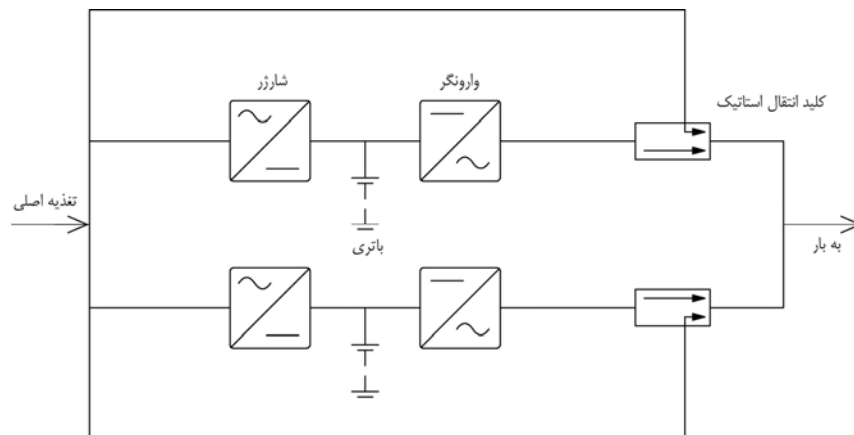 شارژر
وارونگر
کلید انتقال استاتیک
تغذیه اصلی
به بار
باتری